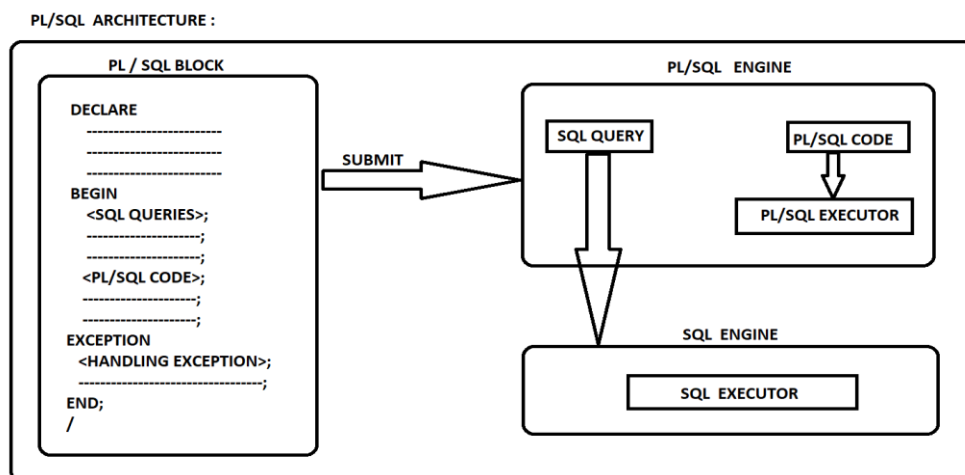 PL/SQL ARCHITECTURE :
PL / SQL BLOCK
DECLARE
-------------------------
-------------------------
-------------------------
BEGIN
<SQL QUERIES>;
---------------------;
---------------------;
<PL/SQL CODE>;
---------------------;
---------------------;
EXCEPTION
<HANDLING EXCEPTION>;
----------------------------------;
END;
/
SUBMIT
PL/SQL ENGINE
SQL QUERY
PL/SQL CODE
PL/SQL EXECUTOR
SQL ENGINE
SQL EXECUTOR